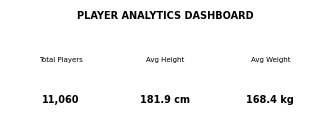 PLAYER ANALYTICS DASHBOARD
Total Players Avg Height Avg Weight
11,060 181.9 cm 168.4 kg